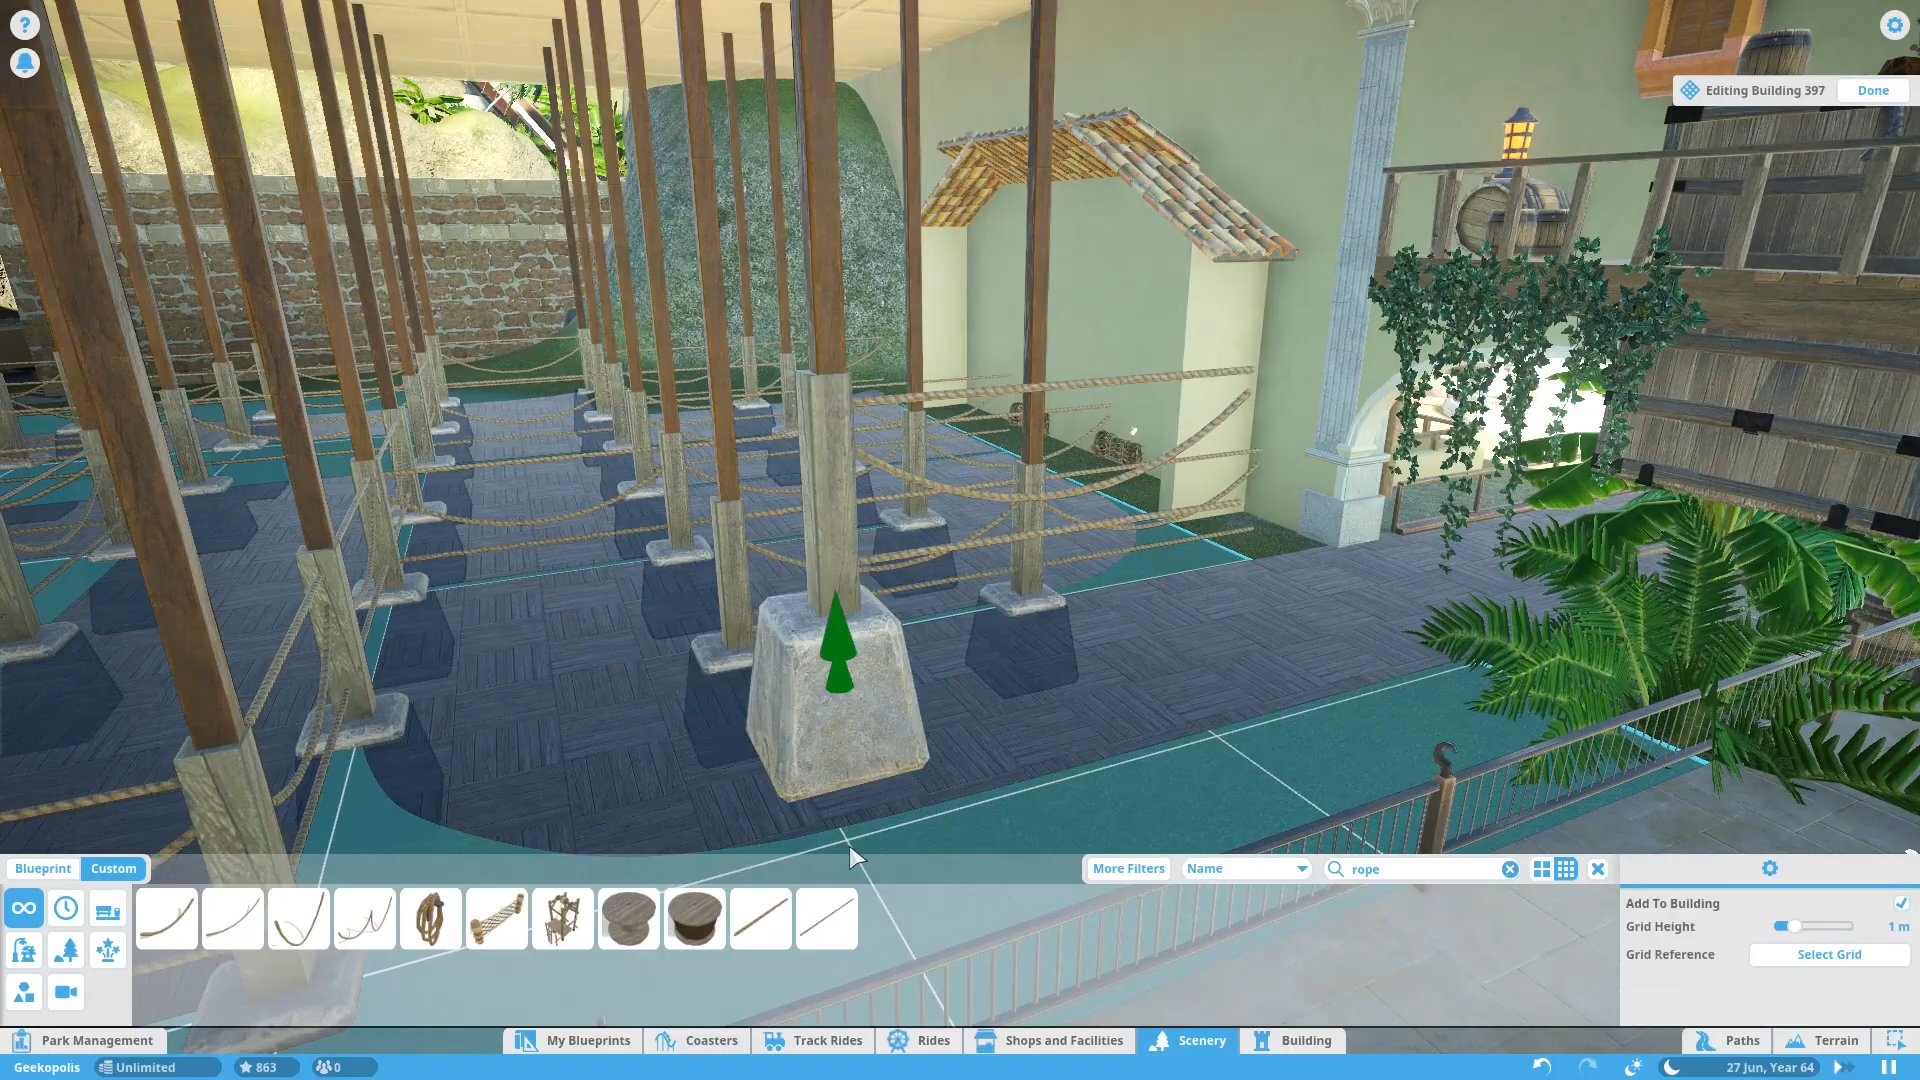 ?
Editing Building 397
Done
Blueprint
Custom
More Filters
Name
rope
Add To Building
Grid Height
1 m
Grid Reference
Select Grid
Park Management
My Blueprints
Coasters
Track Rides
Rides
Shops and Facilities
Scenery
Building
Paths
Terrain
Geekopolis
Unlimited
863
0
27 Jun, Year 64